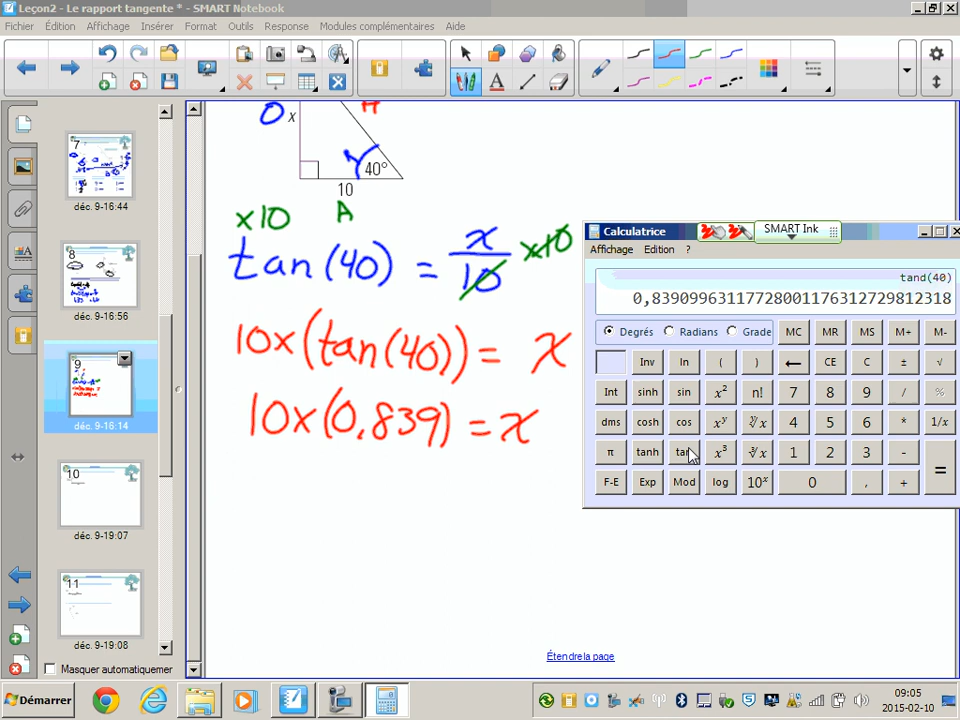 Leçon2 - Le rapport tangente * - SMART Notebook
Fichier Édition Affichage Insérer Format Outils Réponse Modules complémentaires Aide
7
déc. 9-16:44
8
déc. 9-16:56
9
déc. 9-16:14
10
déc. 9-19:07
11
déc. 9-19:08
Masquer automatiquemer
O x H
40°
10
A
x10
tan(40) = x/10 x10
10x(tan(40)) = x
10x(0,839) = x
Étendre la page
Calculatrice
SMART Ink
Affichage Edition ?
tand(40)
0,83909963117728001176312729812318
Degrés Radians Grade MC MR MS M+ M-
Inv ln ( ) ← CE C ± √
Int sinh sin x² n! 7 8 9 / %
dms cosh cos xʸ ʸ√x 4 5 6 * 1/x
π tanh tan x³ ³√x 1 2 3 - =
F-E Exp Mod log 10ˣ 0 , +
Démarrer
09:05
2015-02-10